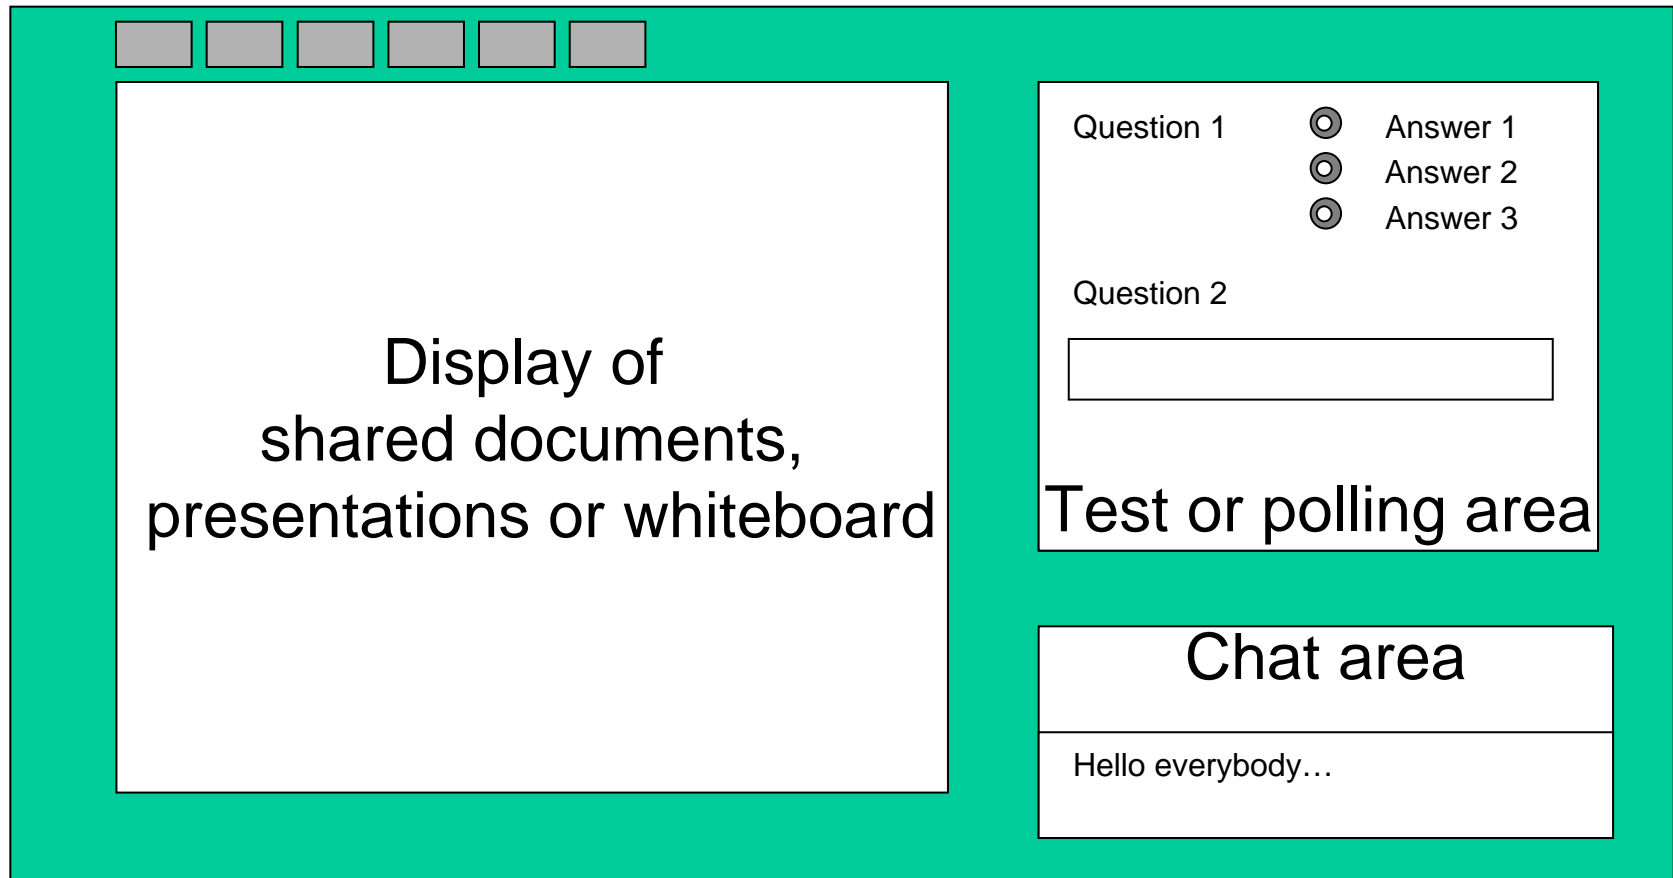 Display of
shared documents,
presentations or whiteboard
Question 1
Answer 1
Answer 2
Answer 3
Question 2
Test or polling area
Chat area
Hello everybody…